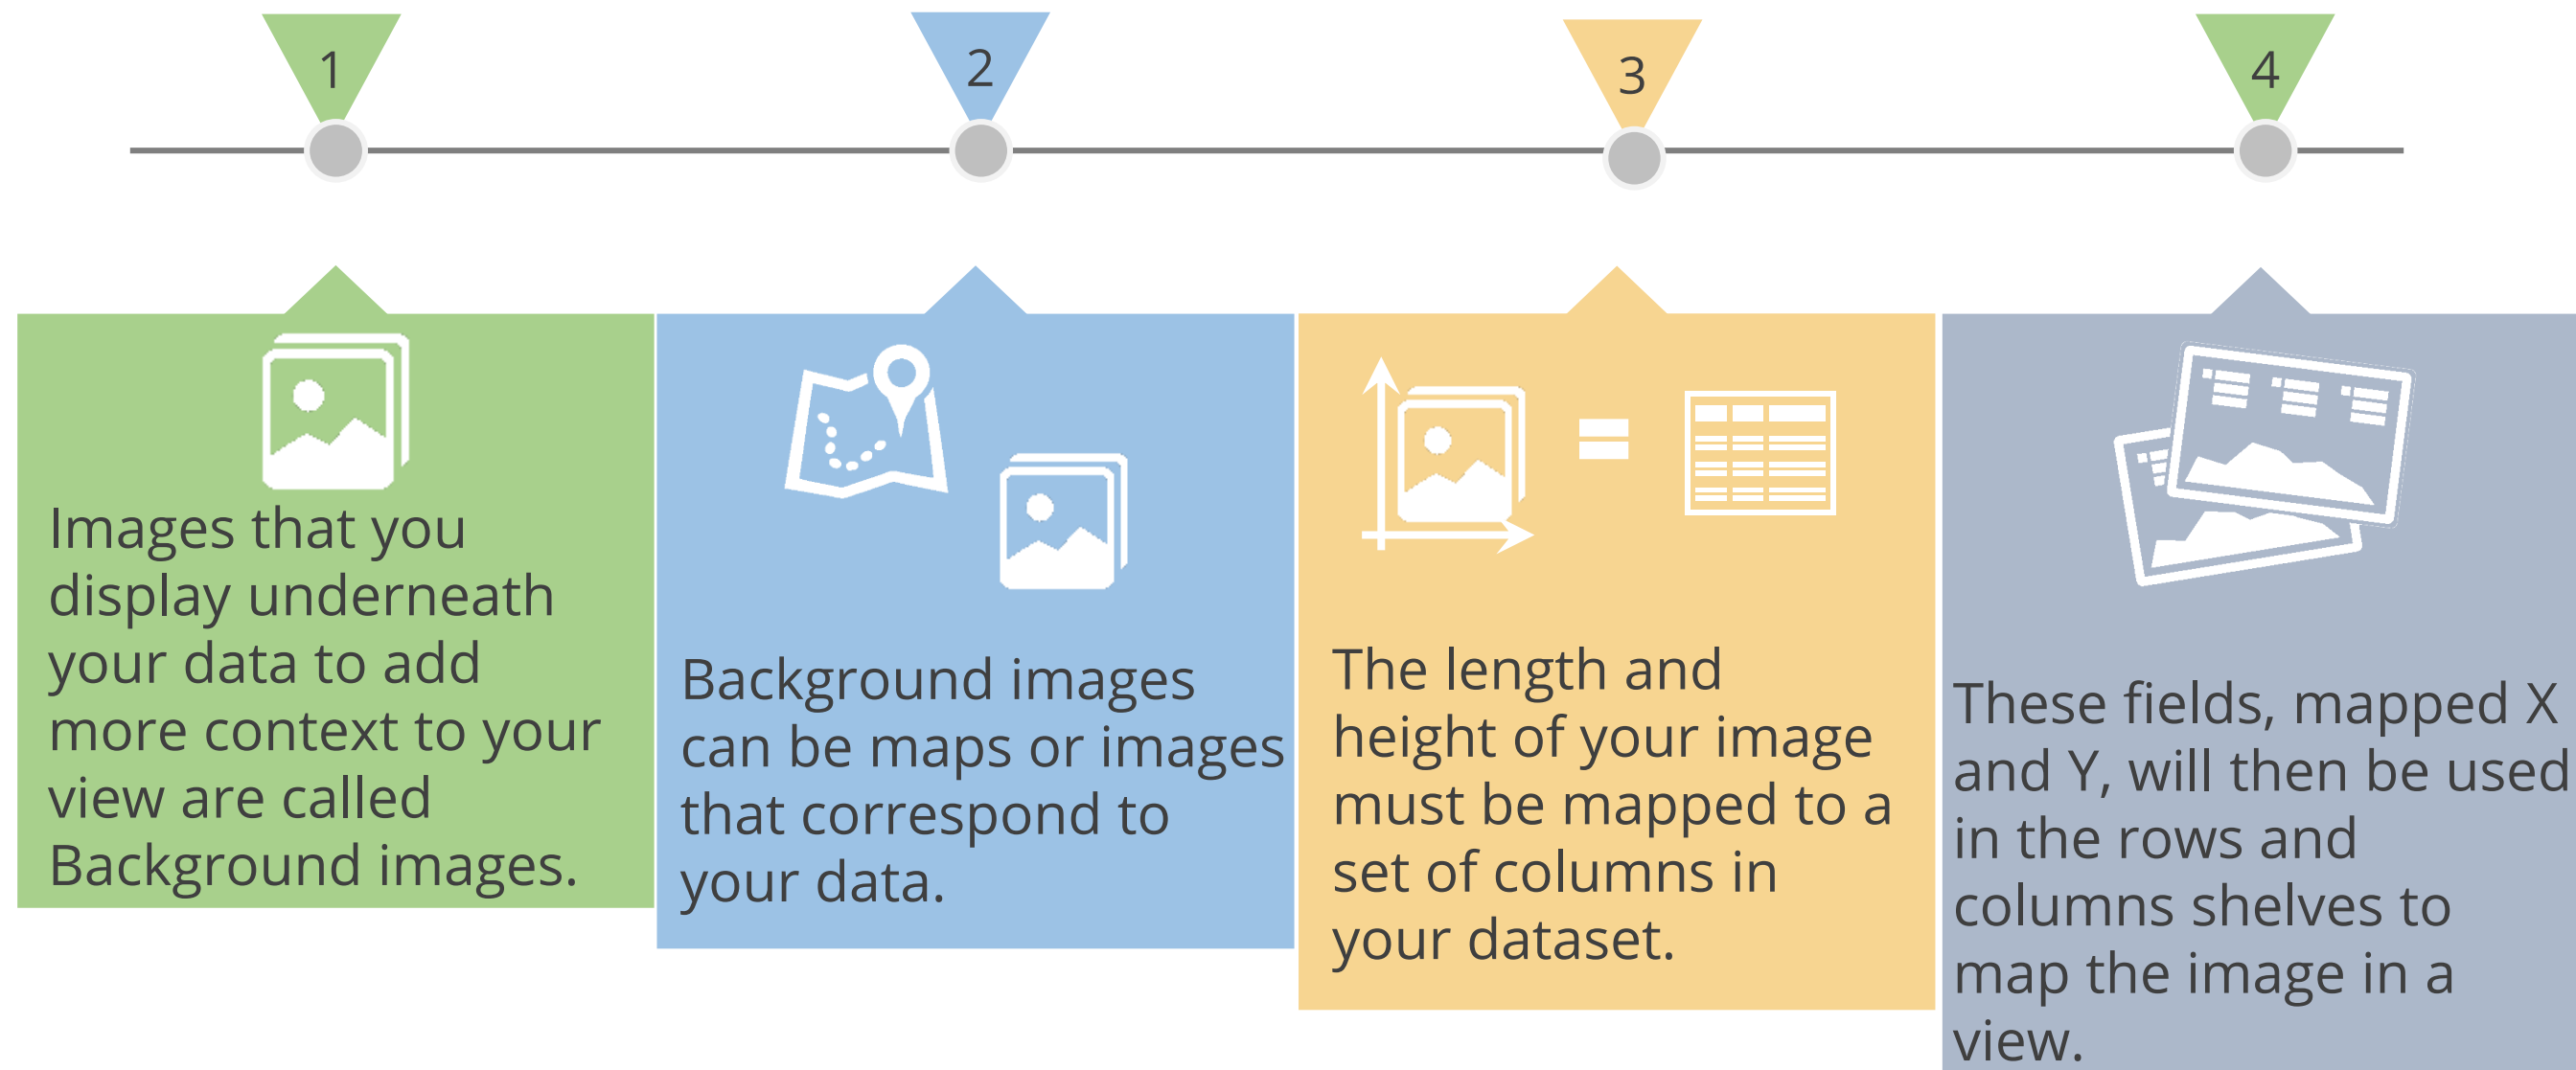 1
2
3
4
Images that you
display underneath
your data to add
more context to your
view are called
Background images.
Background images
can be maps or images
that correspond to
your data.
The length and
height of your image
must be mapped to a
set of columns in
your dataset.
These fields, mapped X
and Y, will then be used
in the rows and
columns shelves to
map the image in a
view.